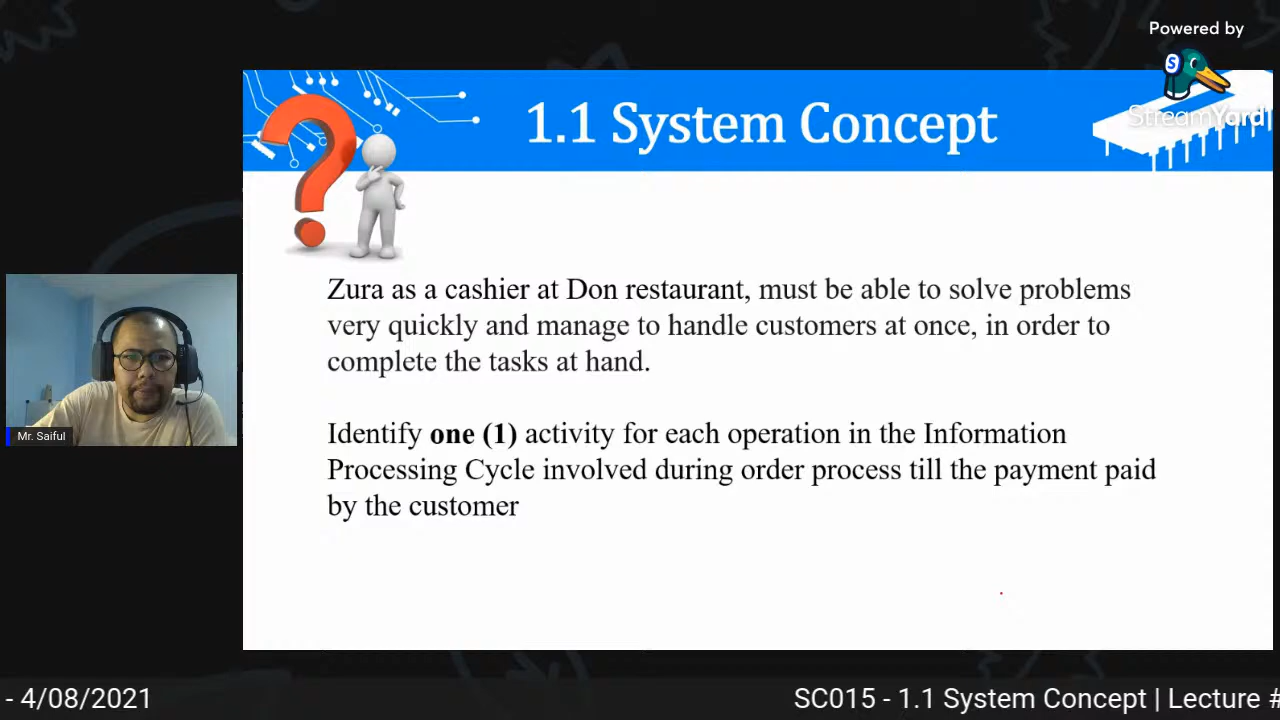 Powered by
StreamYard
1.1 System Concept
Zura as a cashier at Don restaurant, must be able to solve problems
very quickly and manage to handle customers at once, in order to
complete the tasks at hand.
Identify one (1) activity for each operation in the Information
Processing Cycle involved during order process till the payment paid
by the customer
Mr. Saiful
- 4/08/2021
SC015 - 1.1 System Concept | Lecture #